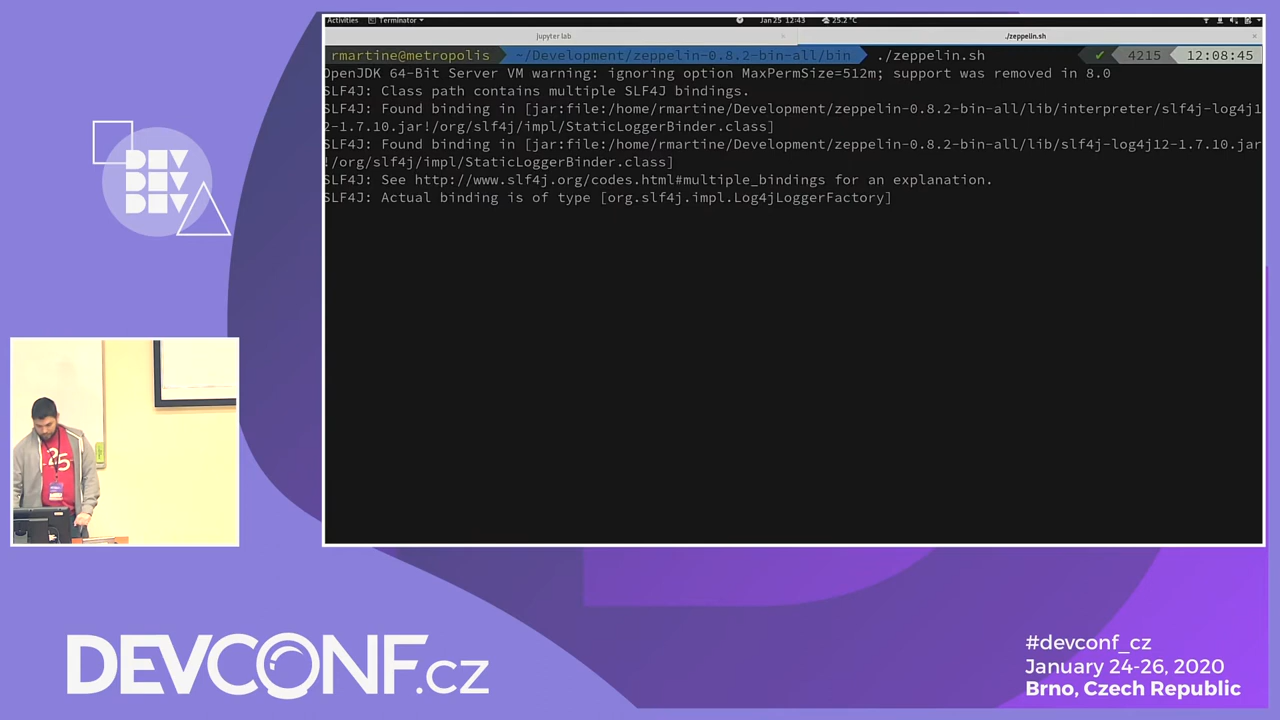 Activities
Terminator
Jan 25 12:43
25.2°C
jupyter lab
./zeppelin.sh
rmartine@metropolis ~/Development/zeppelin-0.8.2-bin-all/bin ./zeppelin.sh ✔ 4215 12:08:45
OpenJDK 64-Bit Server VM warning: ignoring option MaxPermSize=512m; support was removed in 8.0
SLF4J: Class path contains multiple SLF4J bindings.
SLF4J: Found binding in [jar:file:/home/rmartine/Development/zeppelin-0.8.2-bin-all/lib/interpreter/slf4j-log4j1
2-1.7.10.jar!/org/slf4j/impl/StaticLoggerBinder.class]
SLF4J: Found binding in [jar:file:/home/rmartine/Development/zeppelin-0.8.2-bin-all/lib/slf4j-log4j12-1.7.10.jar
!/org/slf4j/impl/StaticLoggerBinder.class]
SLF4J: See http://www.slf4j.org/codes.html#multiple_bindings for an explanation.
SLF4J: Actual binding is of type [org.slf4j.impl.Log4jLoggerFactory]
DEV
DEV
DEV
25
DEVCONF.cz
#devconf_cz
January 24-26, 2020
Brno, Czech Republic